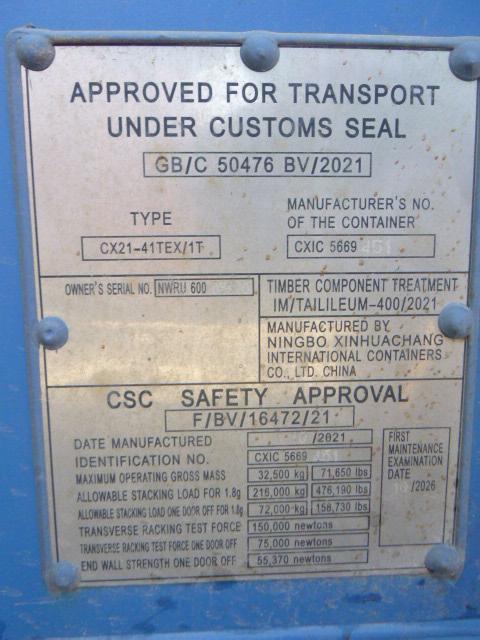 APPROVED FOR TRANSPORT
UNDER CUSTOMS SEAL
GB/C 50476 BV/2021
TYPE
CX21-41TEX/1T
MANUFACTURER'S NO.
OF THE CONTAINER
CXIC 5669
OWNER'S SERIAL NO. NWRU 600
TIMBER COMPONENT TREATMENT
IM/TAILILEUM-400/2021
MANUFACTURED BY
NINGBO XINHUACHANG
INTERNATIONAL CONTAINERS
CO., LTD. CHINA
CSC SAFETY APPROVAL
F/BV/16472/21
DATE MANUFACTURED /2021
IDENTIFICATION NO. CXIC 5669
MAXIMUM OPERATING GROSS MASS 32,500 kg 71,650 lbs
ALLOWABLE STACKING LOAD FOR 1.8g 216,000 kg 476,190 lbs
ALLOWABLE STACKING LOAD ONE DOOR OFF FOR 1.8g 72,000 kg 158,730 lbs
TRANSVERSE RACKING TEST FORCE 150,000 newtons
TRANSVERSE RACKING TEST FORCE ONE DOOR OFF 75,000 newtons
END WALL STRENGTH ONE DOOR OFF 55,370 newtons
FIRST
MAINTENANCE
EXAMINATION
DATE
/2026